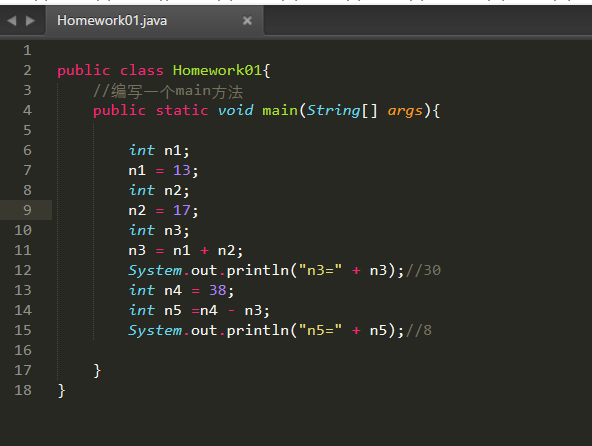 Homework01.java
1
2 public class Homework01{
3 //编写一个main方法
4 public static void main(String[] args){
5
6 int n1;
7 n1 = 13;
8 int n2;
9 n2 = 17;
10 int n3;
11 n3 = n1 + n2;
12 System.out.println("n3=" + n3);//30
13 int n4 = 38;
14 int n5 =n4 - n3;
15 System.out.println("n5=" + n5);//8
16
17 }
18 }